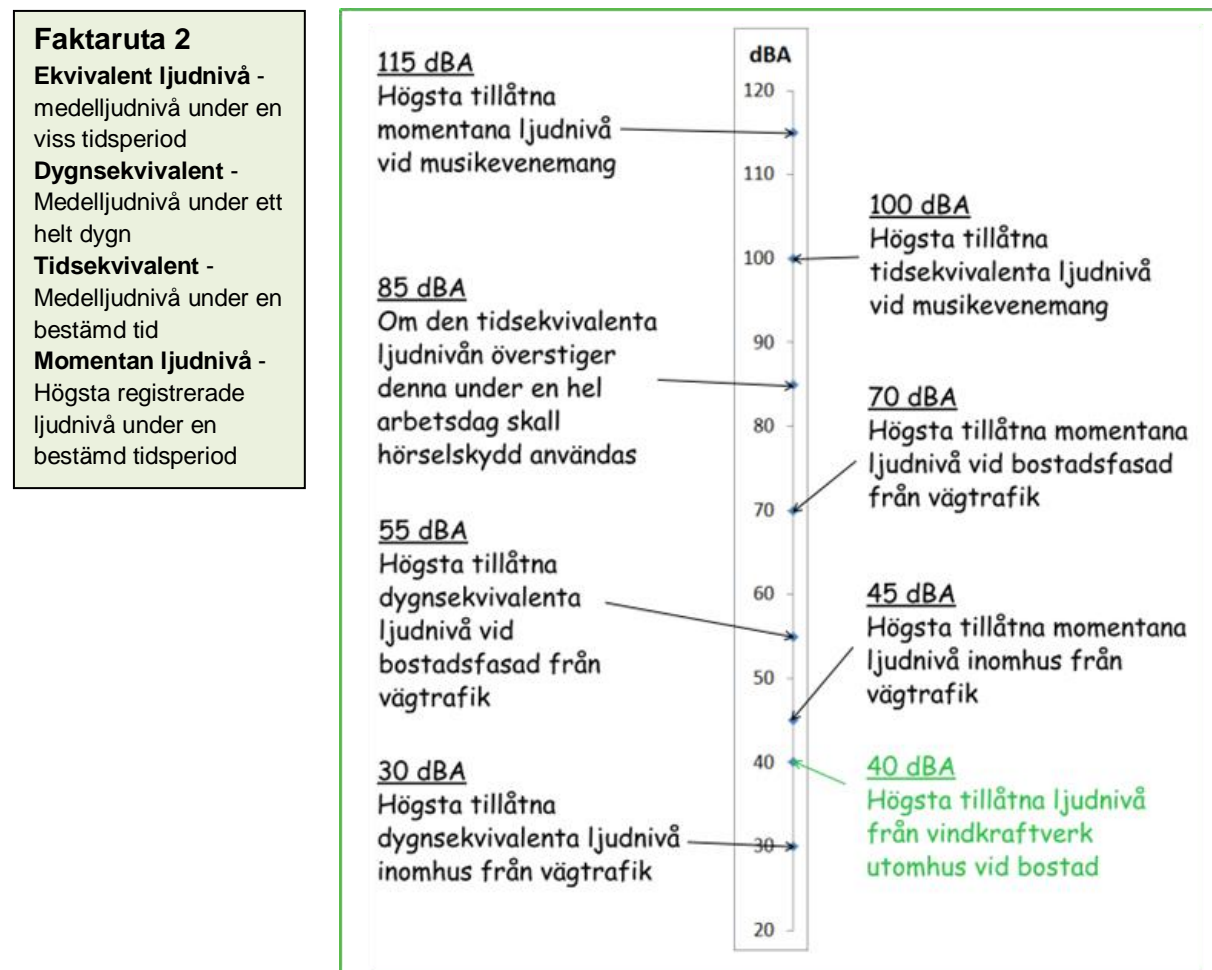 Faktaruta 2
Ekvivalent ljudnivå -
medelljudnivå under en
viss tidsperiod
Dygnsekvivalent -
Medelljudnivå under ett
helt dygn
Tidsekvivalent -
Medelljudnivå under en
bestämd tid
Momentan ljudnivå -
Högsta registrerade
ljudnivå under en
bestämd tidsperiod
115 dBA
Högsta tillåtna
momentana ljudnivå
vid musikevenemang
85 dBA
Om den tidsekvivalenta
ljudnivån överstiger
denna under en hel
arbetsdag skall
hörselskydd användas
55 dBA
Högsta tillåtna
dygnsekvivalenta
ljudnivå vid
bostadsfasad från
vägtrafik
30 dBA
Högsta tillåtna
dygnsekvivalenta ljudnivå
inomhus från vägtrafik
dBA
120
110
100
90
80
70
60
50
40
30
20
100 dBA
Högsta tillåtna
tidsekvivalenta ljudnivå
vid musikevenemang
70 dBA
Högsta tillåtna momentana
ljudnivå vid bostadsfasad
från vägtrafik
45 dBA
Högsta tillåtna momentana
ljudnivå inomhus från
vägtrafik
40 dBA
Högsta tillåtna ljudnivå
från vindkraftverk
utomhus vid bostad